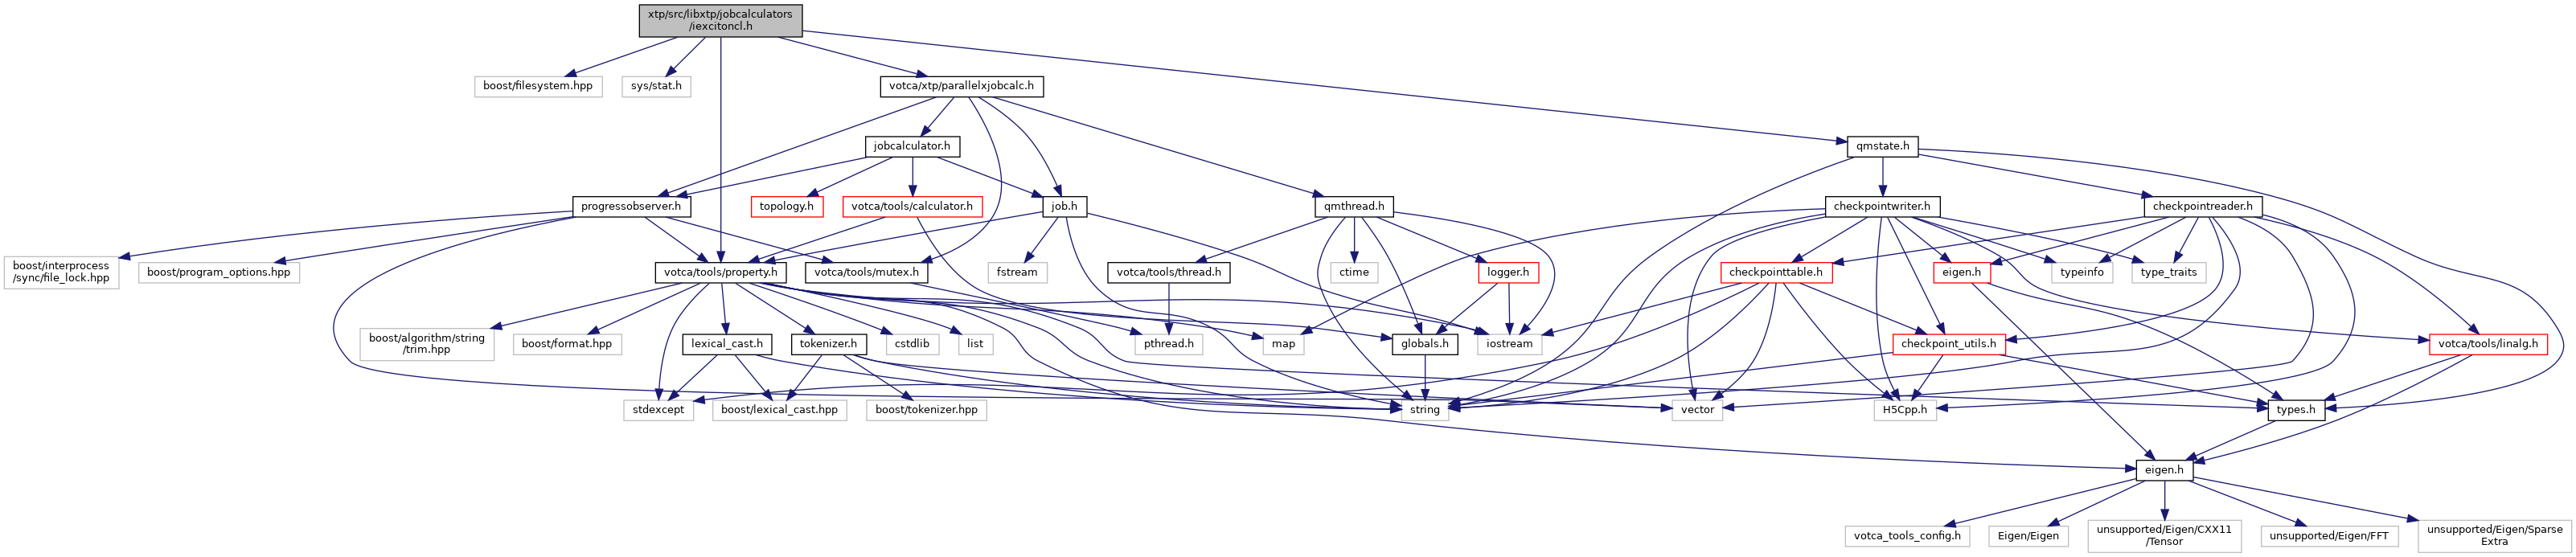 xtp/src/libxtp/jobcalculators
/iexcitoncl.h
boost/filesystem.hpp
sys/stat.h
votca/xtp/parallelxjobcalc.h
jobcalculator.h
qmstate.h
progressobserver.h
topology.h
votca/tools/calculator.h
job.h
qmthread.h
checkpointwriter.h
checkpointreader.h
boost/interprocess
/sync/file_lock.hpp
boost/program_options.hpp
votca/tools/property.h
votca/tools/mutex.h
fstream
votca/tools/thread.h
ctime
logger.h
checkpointtable.h
eigen.h
typeinfo
type_traits
boost/algorithm/string
/trim.hpp
boost/format.hpp
lexical_cast.h
tokenizer.h
cstdlib
list
pthread.h
map
globals.h
iostream
checkpoint_utils.h
votca/tools/linalg.h
stdexcept
boost/lexical_cast.hpp
boost/tokenizer.hpp
string
vector
H5Cpp.h
types.h
eigen.h
votca_tools_config.h
Eigen/Eigen
unsupported/Eigen/CXX11
/Tensor
unsupported/Eigen/FFT
unsupported/Eigen/Sparse
Extra